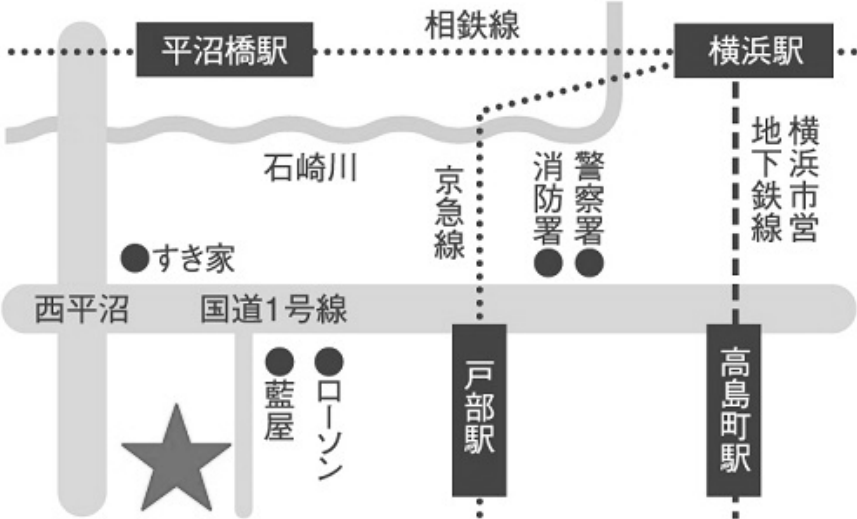 相鉄線
平沼橋駅
横浜駅
石崎川
京急線
消防署
警察署
横浜市営
地下鉄線
すき家
西平沼
国道1号線
藍屋
ローソン
戸部駅
高島町駅